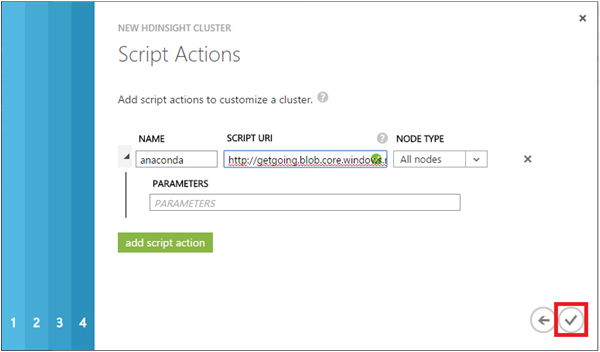 NEW HDINSIGHT CLUSTER
Script Actions
Add script actions to customize a cluster. ?
NAME SCRIPT URI ? NODE TYPE
anaconda http://getgoing.blob.core.windows. All nodes
PARAMETERS
PARAMETERS
add script action
1 2 3 4